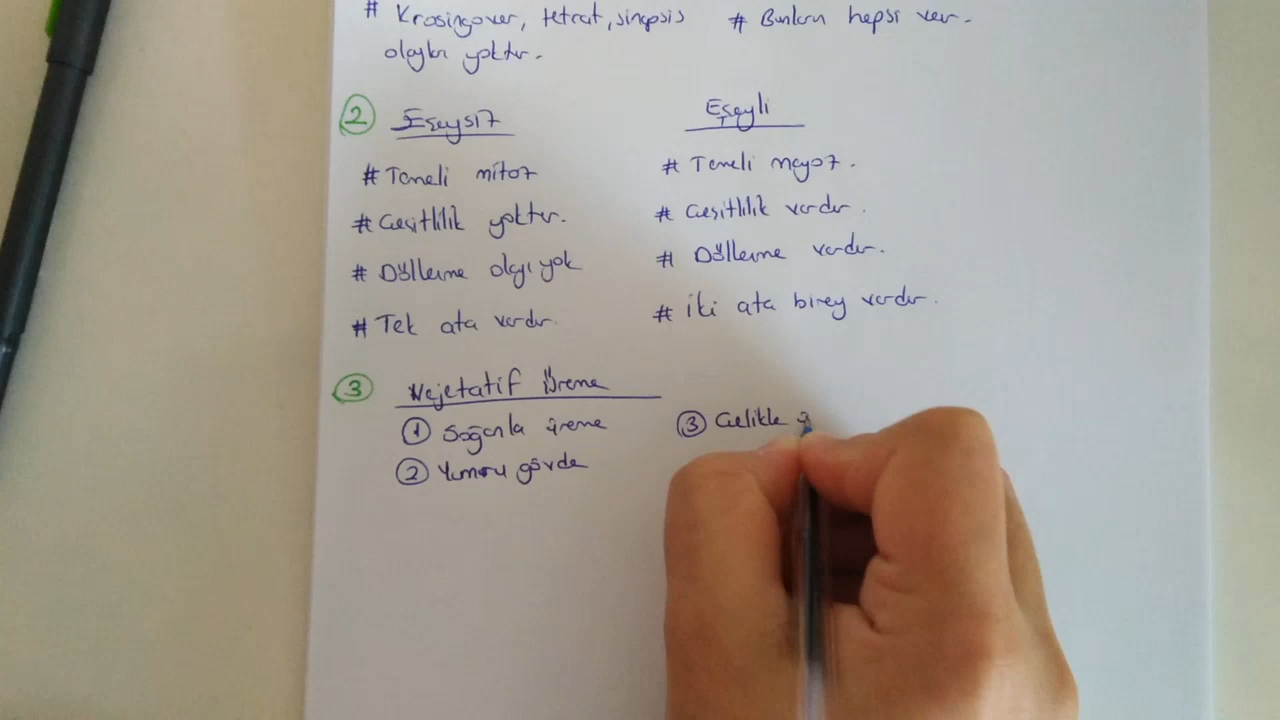 # Krosingover, tetrat, sinapsis
olayları yoktur.
# Bunların hepsi var.
2 Eşeysiz
# Temeli mitoz
# Çeşitlilik yoktur.
# Döllenme olayı yok
# Tek ata vardır.
Eşeyli
# Temeli mayoz.
# Çeşitlilik vardır.
# Döllenme vardır.
# İki ata birey vardır.
3 Vejetatif Üreme
1 Soğanla üreme
2 Yumru gövde
3 Çelikle ü